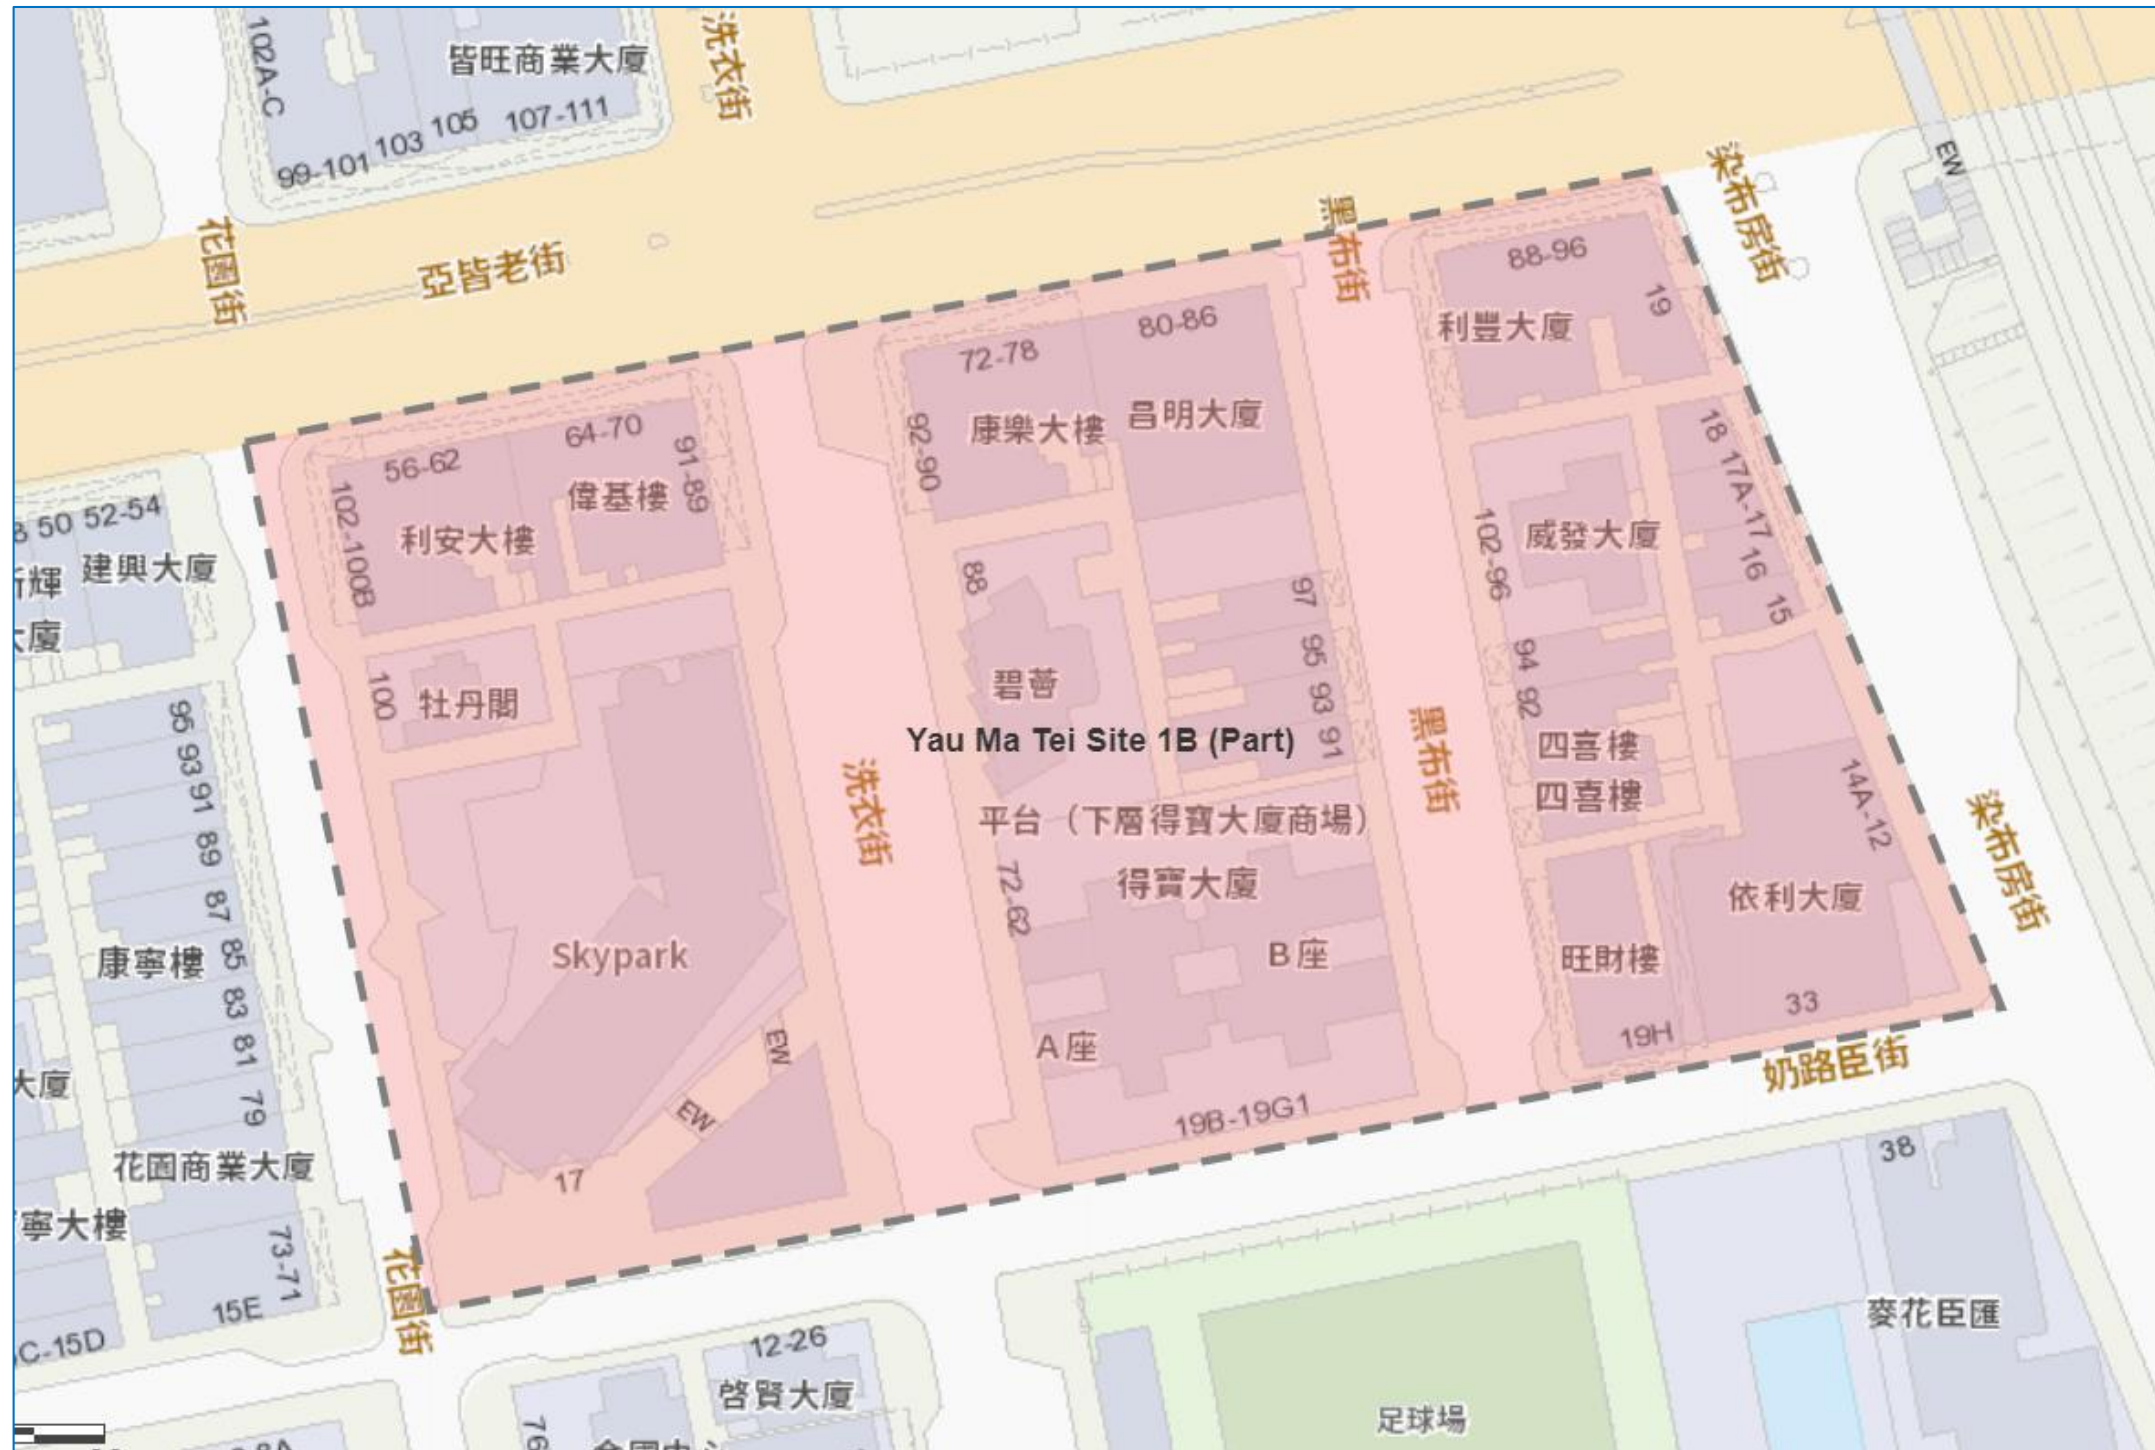 102A-C
皆旺商業大廈
洗衣街
99-101
103
105
107-111
花園街
亞皆老街
黑布街
染布房街
EW
88-96
19
利豐大廈
80-86
72-78
92-90
康樂大樓
昌明大廈
64-70
56-62
91-89
102-100B
利安大樓
偉基樓
50
52-54
建興大廈
18
17A-17
16
15
威發大廈
102-96
88
97
95
93
91
94
92
碧薈
100
牡丹閣
Yau Ma Tei Site 1B (Part)
四喜樓
四喜樓
黑布街
洗衣街
平台（下層得寶大廈商場）
得寶大廈
72-62
14A-12
染布房街
依利大廈
旺財樓
Skypark
B座
A座
95
93
91
89
87
85
83
81
79
康寧樓
大廈
EW
EW
17
19B-19G1
19H
33
奶路臣街
花園商業大廈
寧大樓
73-71
15E
C-15D
花園街
38
麥花臣匯
12-26
啓賢大廈
76
足球場